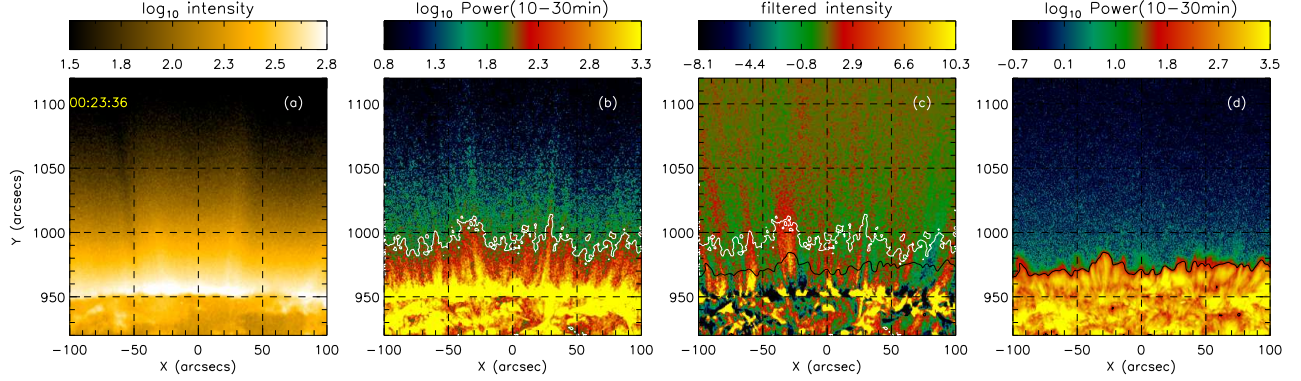 log10 intensity
1.5 1.8 2.0 2.3 2.5 2.8
log10 Power(10−30min)
0.8 1.3 1.8 2.3 2.8 3.3
filtered intensity
−8.1 −4.4 −0.8 2.9 6.6 10.3
log10 Power(10−30min)
−0.7 0.1 1.0 1.8 2.7 3.5
00:23:36
(a)
(b)
(c)
(d)
Y (arcsecs)
1100
1050
1000
950
−100 −50 0 50 100
X (arcsecs)
1100
1050
1000
950
−100 −50 0 50 100
X (arcsec)
1100
1050
1000
950
−100 −50 0 50 100
X (arcsec)
1100
1050
1000
950
−100 −50 0 50 100
X (arcsecs)